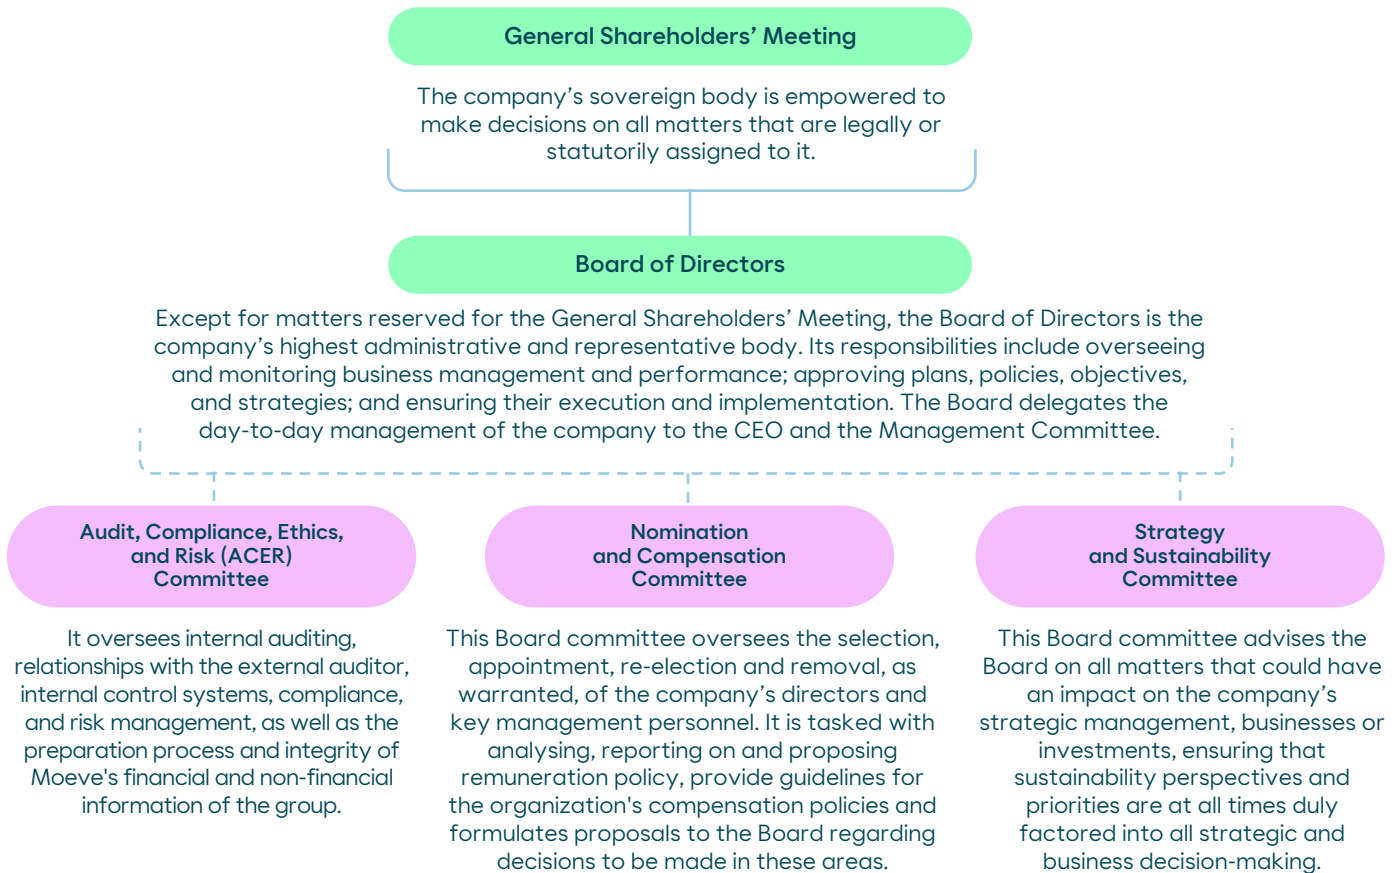 General Shareholders’ Meeting
The company’s sovereign body is empowered to
make decisions on all matters that are legally or
statutorily assigned to it.
Board of Directors
Except for matters reserved for the General Shareholders’ Meeting, the Board of Directors is the
company’s highest administrative and representative body. Its responsibilities include overseeing
and monitoring business management and performance; approving plans, policies, objectives,
and strategies; and ensuring their execution and implementation. The Board delegates the
day-to-day management of the company to the CEO and the Management Committee.
Audit, Compliance, Ethics,
and Risk (ACER)
Committee
It oversees internal auditing,
relationships with the external auditor,
internal control systems, compliance,
and risk management, as well as the
preparation process and integrity of
Moeve's financial and non-financial
information of the group.
Nomination
and Compensation
Committee
This Board committee oversees the selection,
appointment, re-election and removal, as
warranted, of the company’s directors and
key management personnel. It is tasked with
analysing, reporting on and proposing
remuneration policy, provide guidelines for
the organization's compensation policies and
formulates proposals to the Board regarding
decisions to be made in these areas.
Strategy
and Sustainability
Committee
This Board committee advises the
Board on all matters that could have
an impact on the company’s
strategic management, businesses or
investments, ensuring that
sustainability perspectives and
priorities are at all times duly
factored into all strategic and
business decision-making.